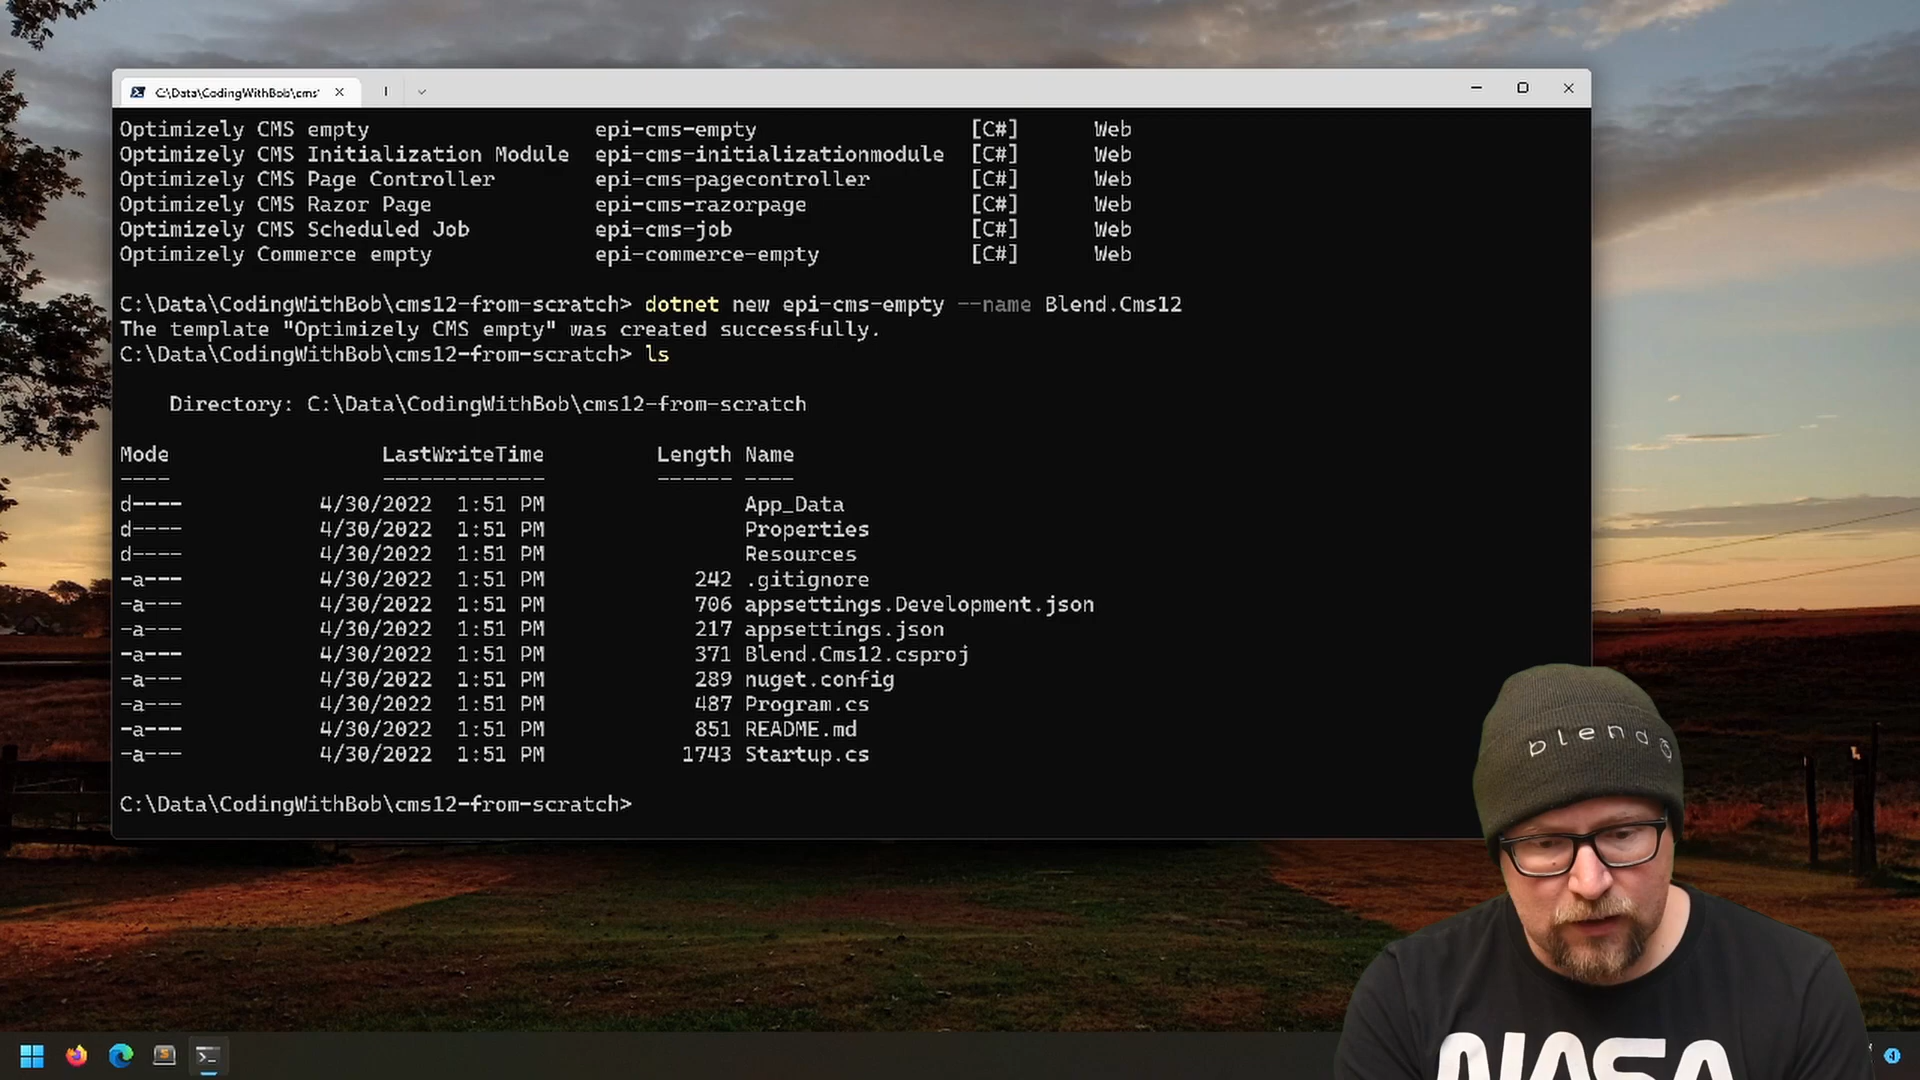 C:\Data\CodingWithBob\cms'
Optimizely CMS empty epi-cms-empty [C#] Web
Optimizely CMS Initialization Module epi-cms-initializationmodule [C#] Web
Optimizely CMS Page Controller epi-cms-pagecontroller [C#] Web
Optimizely CMS Razor Page epi-cms-razorpage [C#] Web
Optimizely CMS Scheduled Job epi-cms-job [C#] Web
Optimizely Commerce empty epi-commerce-empty [C#] Web
C:\Data\CodingWithBob\cms12-from-scratch> dotnet new epi-cms-empty --name Blend.Cms12
The template "Optimizely CMS empty" was created successfully.
C:\Data\CodingWithBob\cms12-from-scratch> ls
Directory: C:\Data\CodingWithBob\cms12-from-scratch
Mode LastWriteTime Length Name
---- ------------- ------ ----
d---- 4/30/2022 1:51 PM App_Data
d---- 4/30/2022 1:51 PM Properties
d---- 4/30/2022 1:51 PM Resources
-a--- 4/30/2022 1:51 PM 242 .gitignore
-a--- 4/30/2022 1:51 PM 706 appsettings.Development.json
-a--- 4/30/2022 1:51 PM 217 appsettings.json
-a--- 4/30/2022 1:51 PM 371 Blend.Cms12.csproj
-a--- 4/30/2022 1:51 PM 289 nuget.config
-a--- 4/30/2022 1:51 PM 487 Program.cs
-a--- 4/30/2022 1:51 PM 851 README.md
-a--- 4/30/2022 1:51 PM 1743 Startup.cs
C:\Data\CodingWithBob\cms12-from-scratch>
blend
NASA